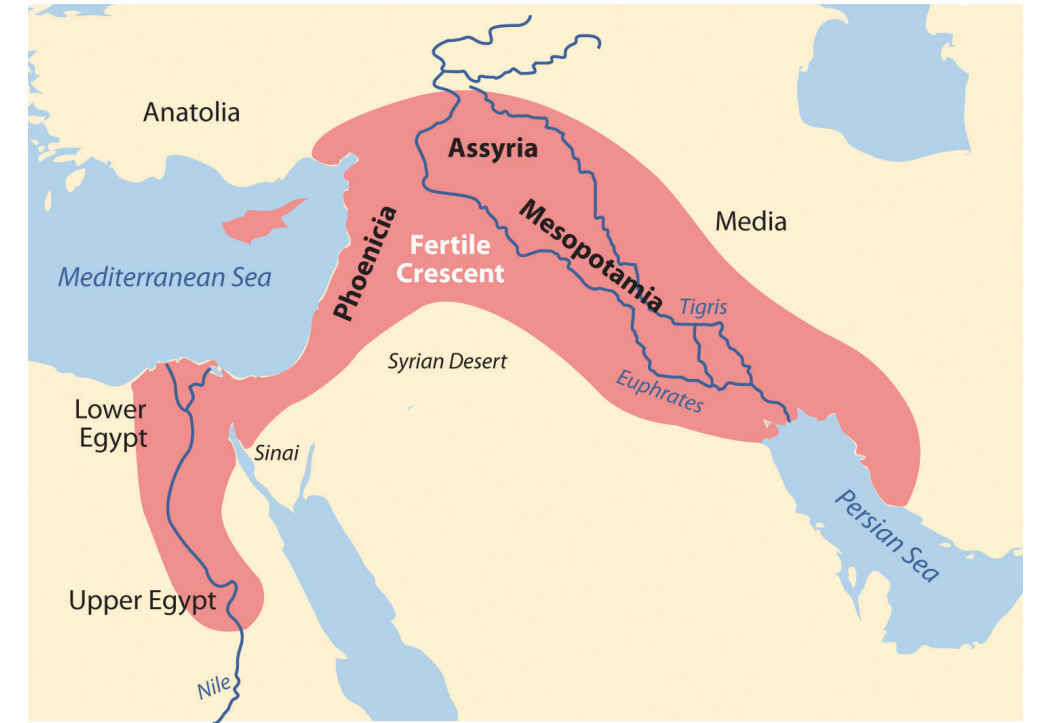 Anatolia
Assyria
Mesopotamia
Media
Phoenicia
Fertile
Crescent
Mediterranean Sea
Tigris
Syrian Desert
Euphrates
Lower
Egypt
Sinai
Persian Sea
Upper Egypt
Nile